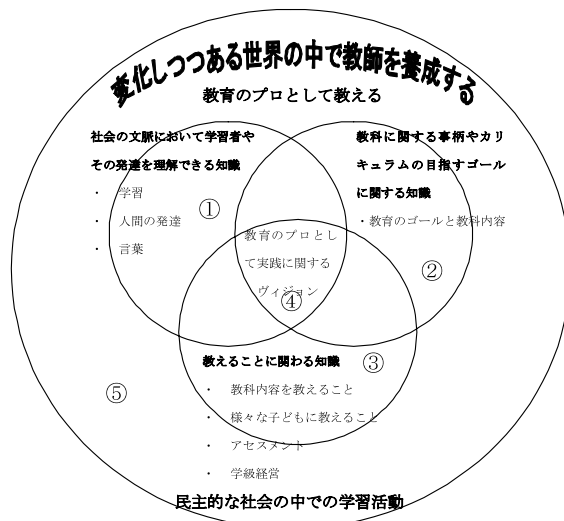 変化しつつある世界の中で教師を養成する
教育のプロとして教える
社会の文脈において学習者や
その発達を理解できる知識
・ 学習
・ 人間の発達
・ 言葉
①
教科に関する事柄やカリ
キュラムの目指すゴール
に関する知識
・教育のゴールと教科内容
②
教育のプロとし
て実践に関する
ヴィジョン
④
教えることに関わる知識
③
・ 教科内容を教えること
・ 様々な子どもに教えること
・ アセスメント
・ 学級経営
⑤
民主的な社会の中での学習活動